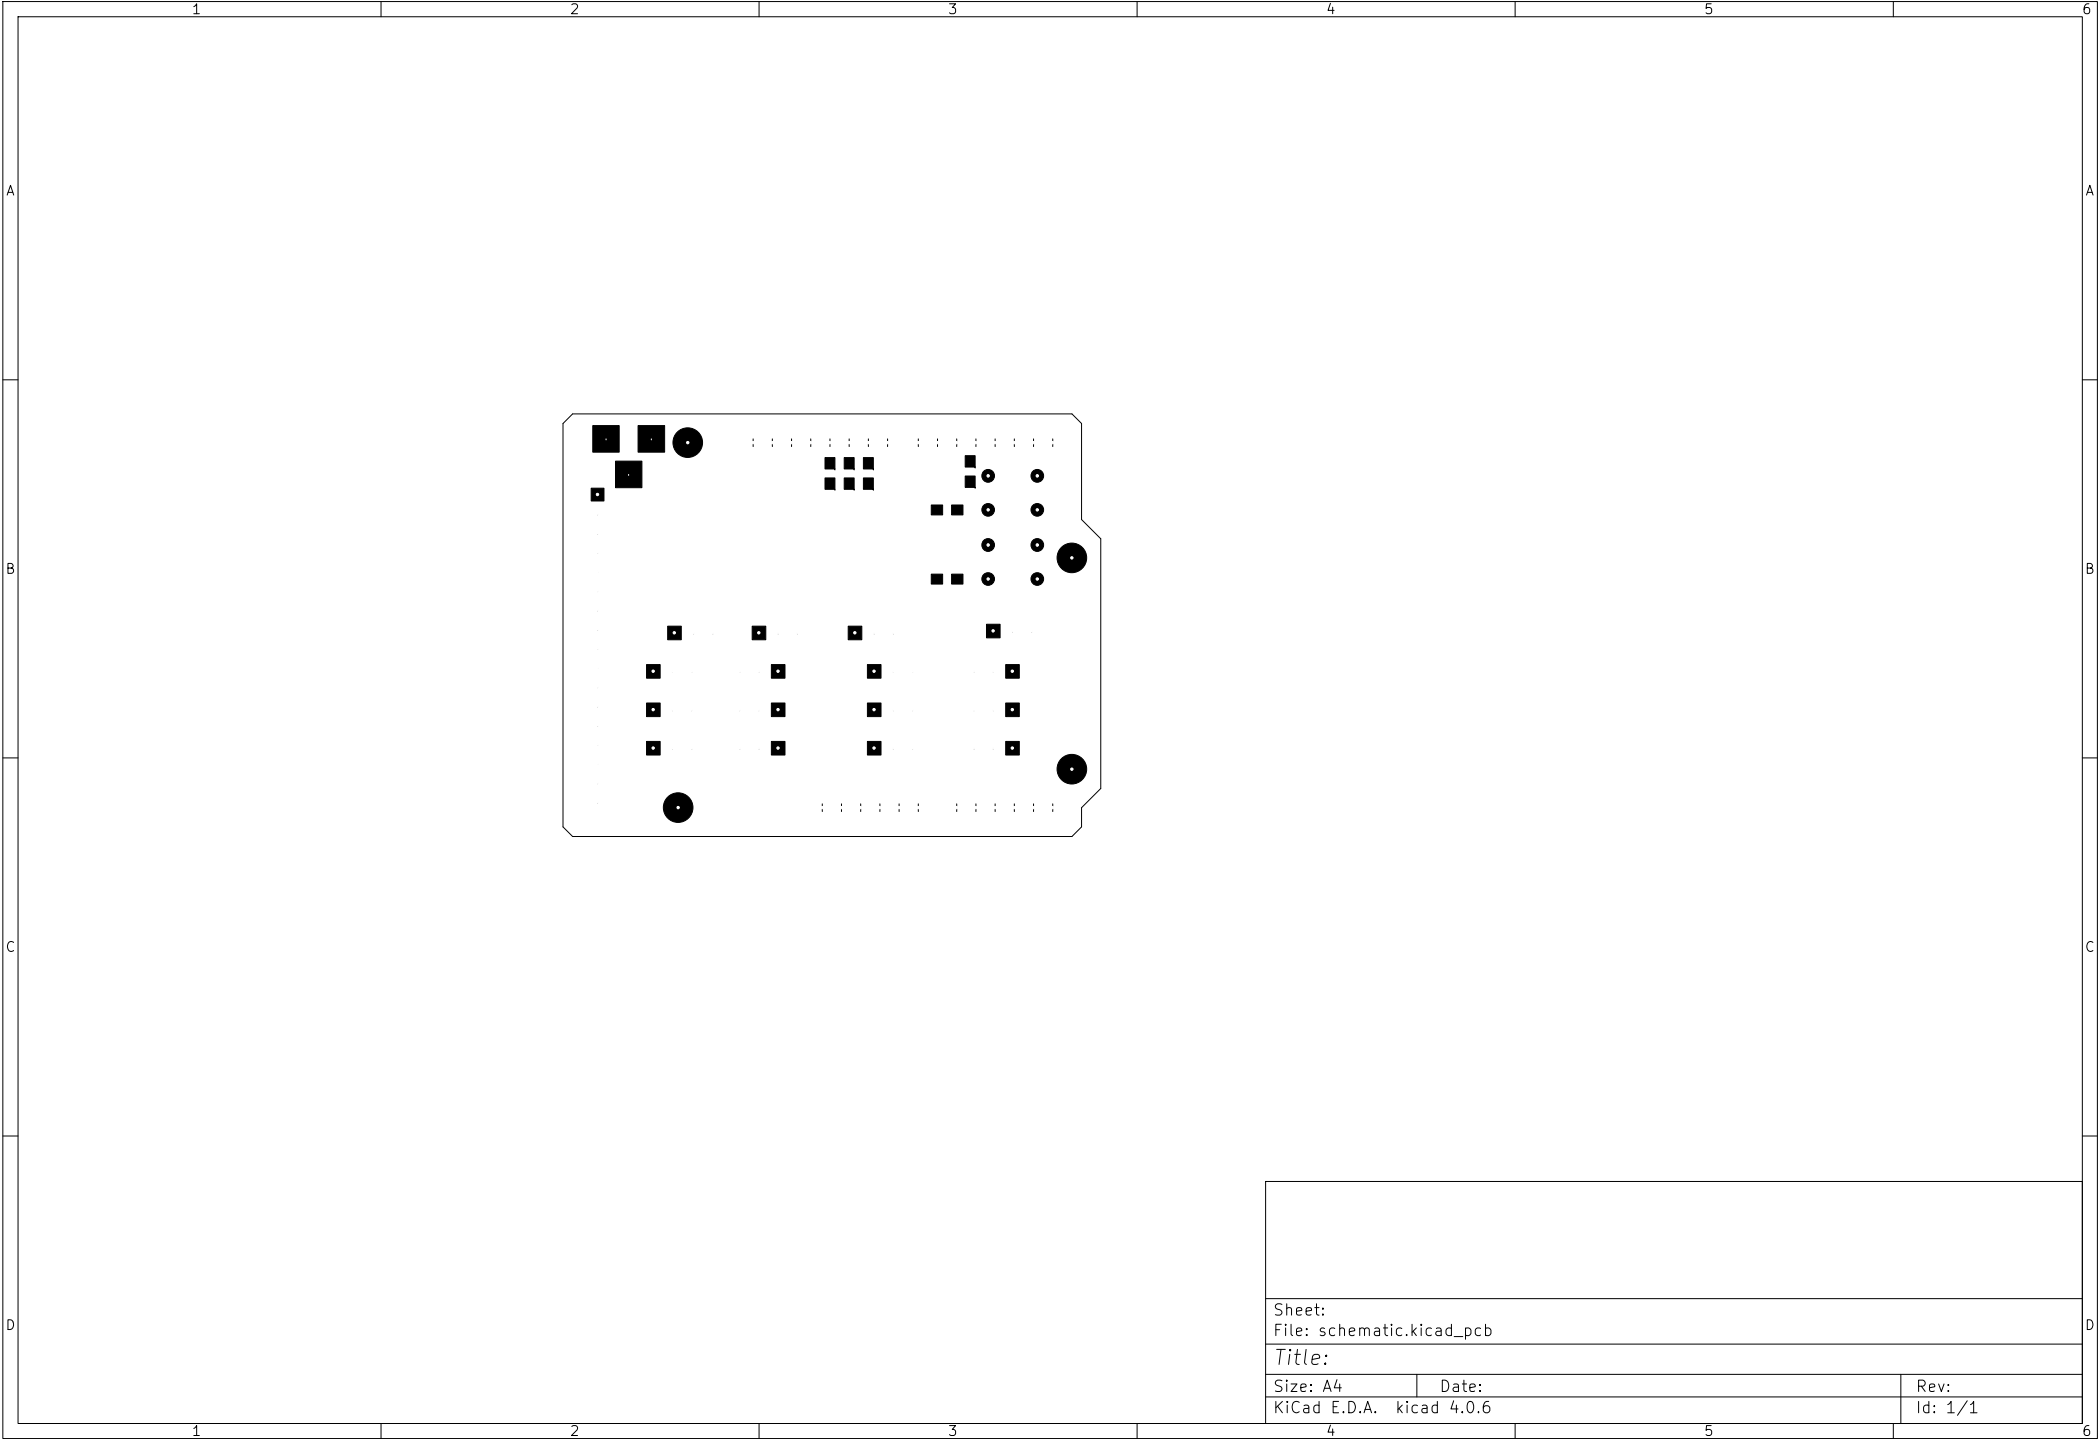 1 2 3 4 5 6
A A
B B
C C
Sheet:
File: schematic.kicad_pcb
D D
Title:
Size: A4 Date: Rev:
KiCad E.D.A. kicad 4.0.6 Id: 1/1
1 2 3 4 5 6